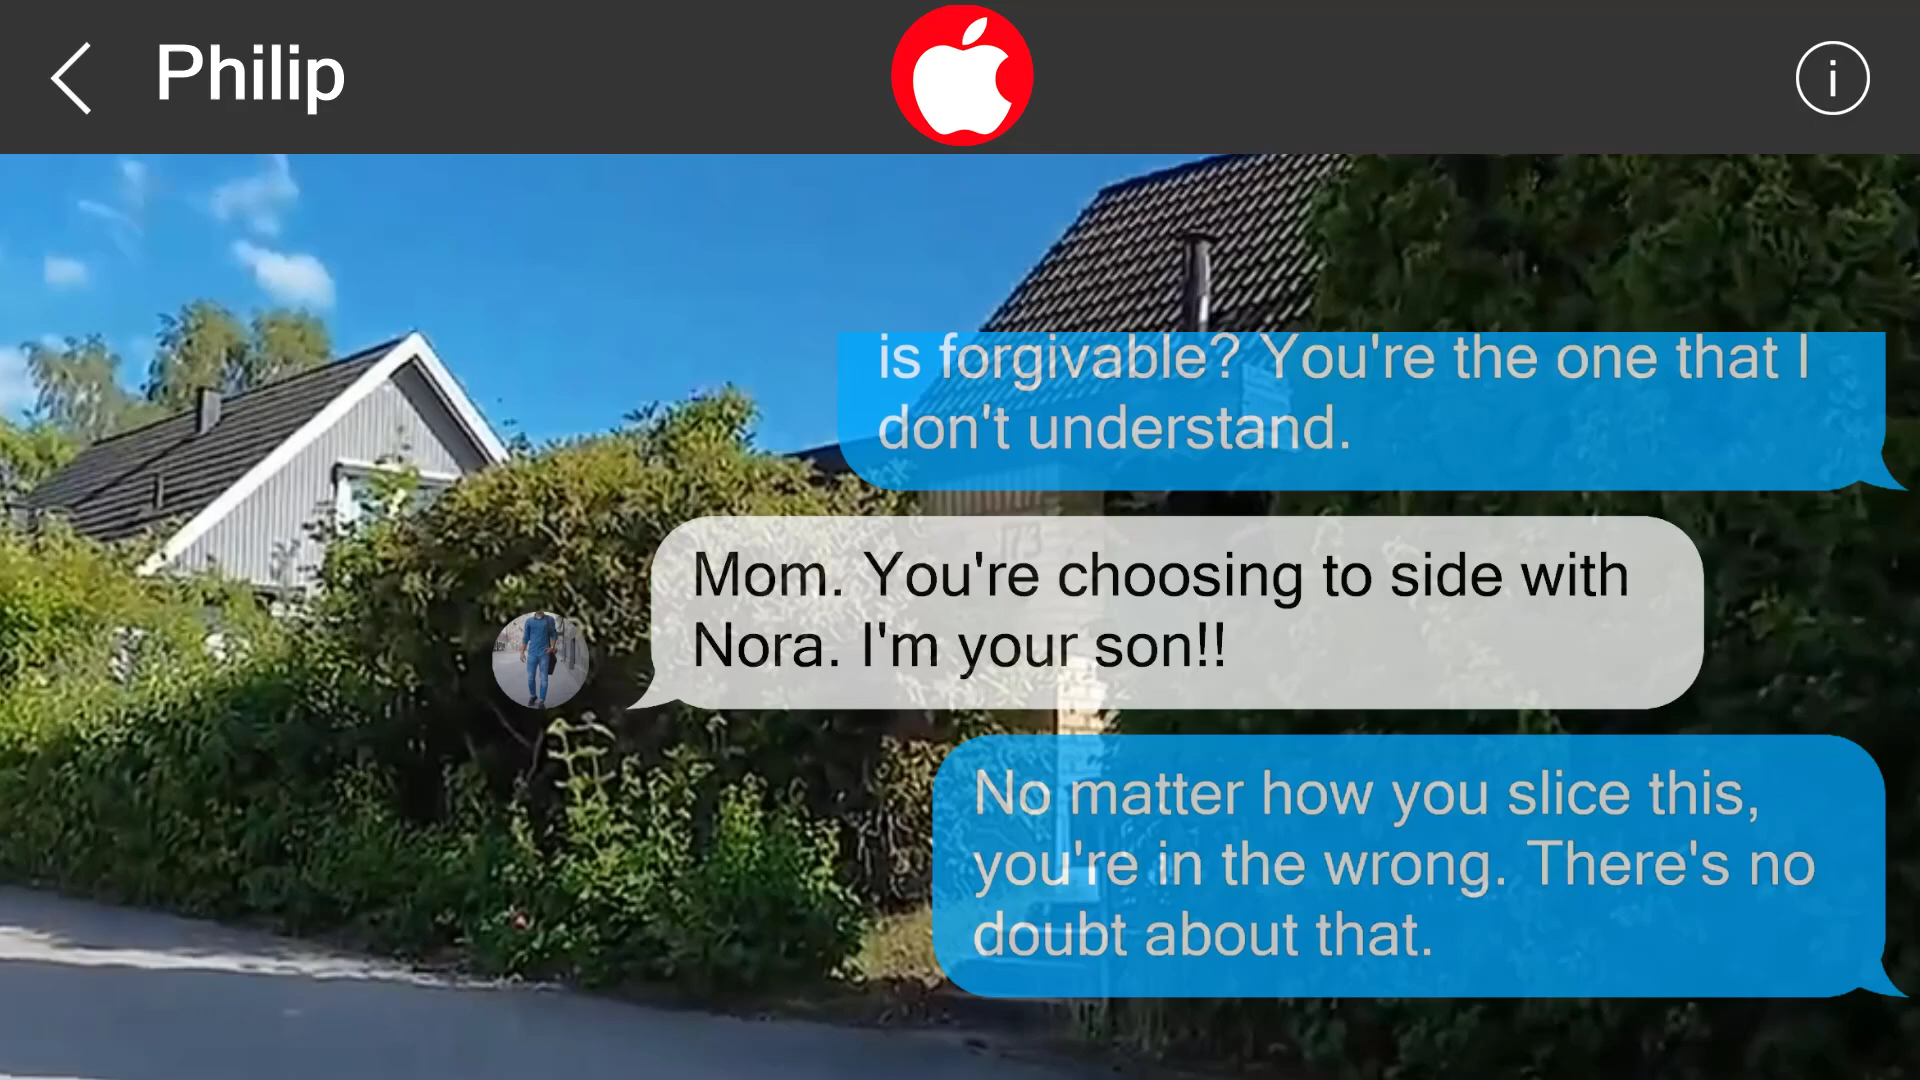 Philip
i
is forgivable? You're the one that I
don't understand.
Mom. You're choosing to side with
Nora. I'm your son!!
No matter how you slice this,
you're in the wrong. There's no
doubt about that.